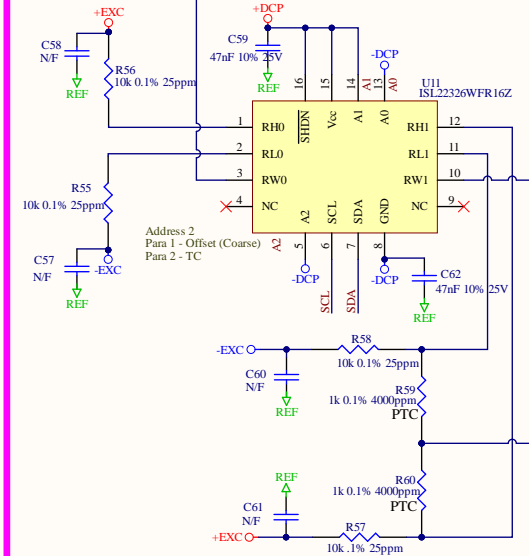 +EXC
+DCP
C58
N/F
REF
R56
10k 0.1% 25ppm
C59
47nF 10% 25V
REF
-DCP
A1
A0
U11
ISL22326WFR16Z
16
15
14
13
SHDN
Vcc
A1
A0
1
RH0
RH1
12
2
RL0
RL1
11
3
RW0
RW1
10
4
NC
NC
9
A2
SCL
SDA
GND
5
6
7
8
A2
R55
10k 0.1% 25ppm
Address 2
Para 1 - Offset (Coarse)
Para 2 - TC
C57
N/F
-EXC
REF
-DCP
SCL
SDA
-DCP
C62
47nF 10% 25V
REF
-EXC
R58
10k 0.1% 25ppm
C60
N/F
REF
R59
1k 0.1% 4000ppm
PTC
R60
1k 0.1% 4000ppm
PTC
REF
C61
N/F
+EXC
R57
10k .1% 25ppm